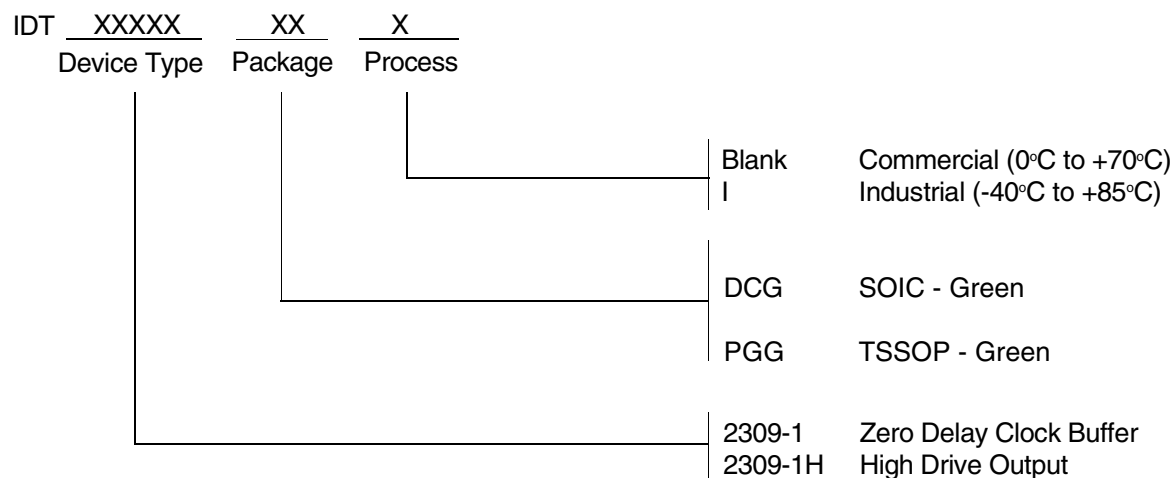 IDT XXXXX XX X
Device Type Package Process
Blank Commercial (0°C to +70°C)
I Industrial (-40°C to +85°C)
DCG SOIC - Green
PGG TSSOP - Green
2309-1 Zero Delay Clock Buffer
2309-1H High Drive Output